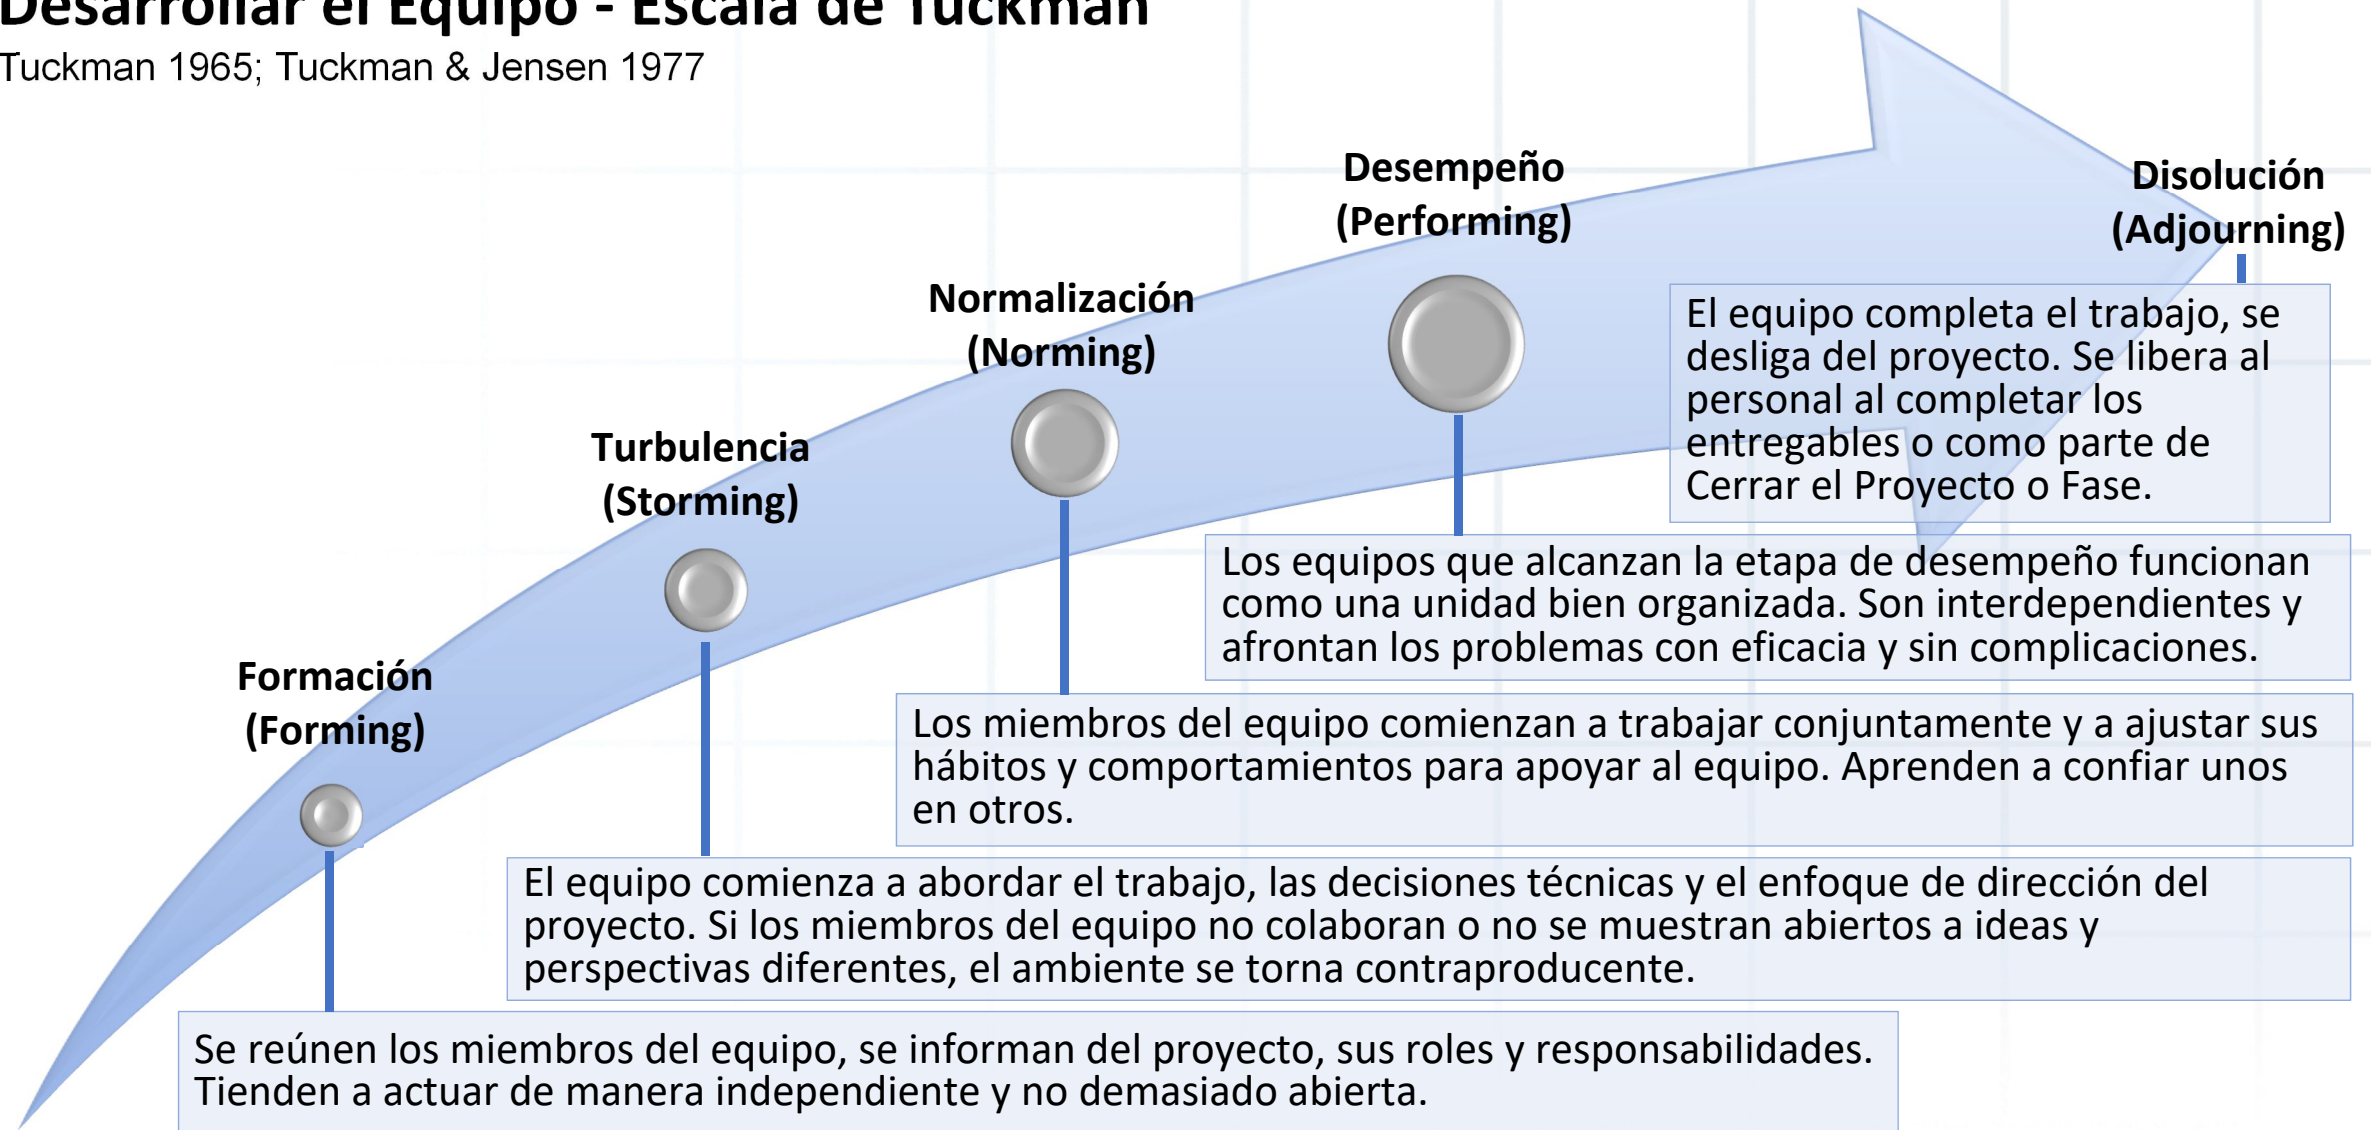 Desarrollar el Equipo - Escala de Tuckman
Tuckman 1965; Tuckman & Jensen 1977
Formación
(Forming)
Se reúnen los miembros del equipo, se informan del proyecto, sus roles y responsabilidades.
Tienden a actuar de manera independiente y no demasiado abierta.
Turbulencia
(Storming)
El equipo comienza a abordar el trabajo, las decisiones técnicas y el enfoque de dirección del
proyecto. Si los miembros del equipo no colaboran o no se muestran abiertos a ideas y
perspectivas diferentes, el ambiente se torna contraproducente.
Normalización
(Norming)
Los miembros del equipo comienzan a trabajar conjuntamente y a ajustar sus
hábitos y comportamientos para apoyar al equipo. Aprenden a confiar unos
en otros.
Desempeño
(Performing)
Los equipos que alcanzan la etapa de desempeño funcionan
como una unidad bien organizada. Son interdependientes y
afrontan los problemas con eficacia y sin complicaciones.
Disolución
(Adjourning)
El equipo completa el trabajo, se
desliga del proyecto. Se libera al
personal al completar los
entregables o como parte de
Cerrar el Proyecto o Fase.